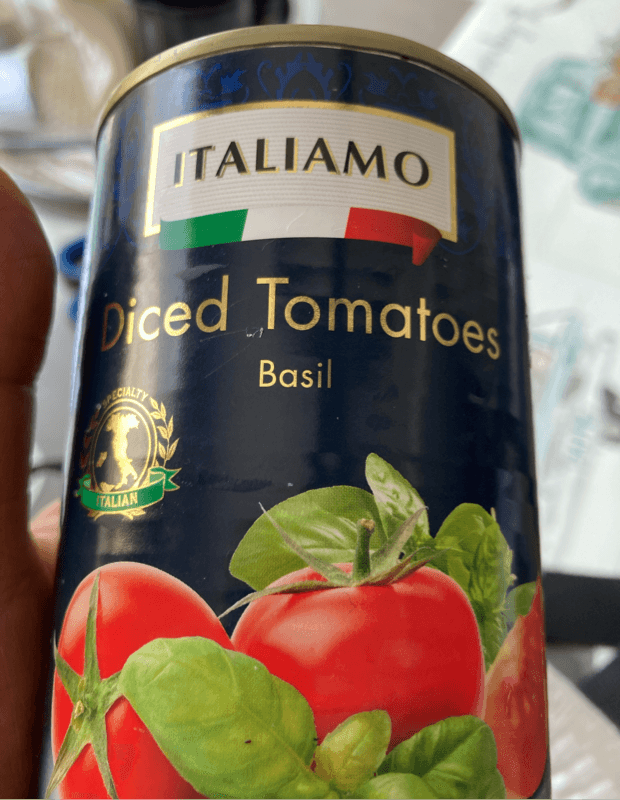 ITALIAMO
Diced Tomatoes
Basil
SPECIALTY
ITALIAN